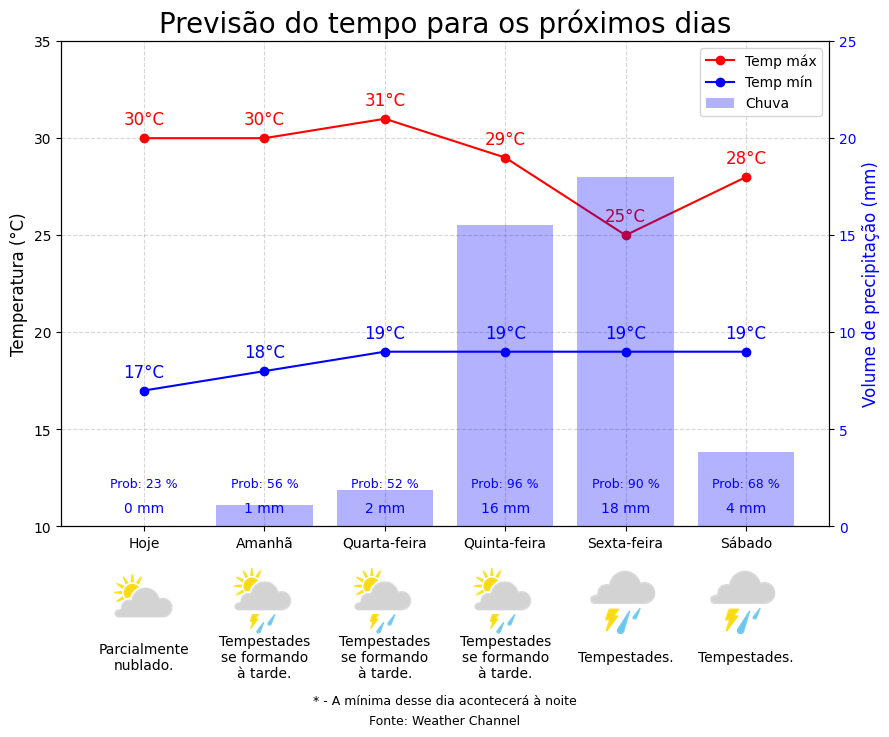 Previsão do tempo para os próximos dias
Temperatura (°C)
35
30
25
20
15
10
Volume de precipitação (mm)
25
20
15
10
5
0
Temp máx
Temp mín
Chuva
30°C
30°C
31°C
29°C
25°C
28°C
17°C
18°C
19°C
19°C
19°C
19°C
Prob: 23 %
Prob: 56 %
Prob: 52 %
Prob: 96 %
Prob: 90 %
Prob: 68 %
0 mm
1 mm
2 mm
16 mm
18 mm
4 mm
Hoje
Amanhã
Quarta-feira
Quinta-feira
Sexta-feira
Sábado
Parcialmente
nublado.
Tempestades
se formando
à tarde.
Tempestades
se formando
à tarde.
Tempestades
se formando
à tarde.
Tempestades.
Tempestades.
* - A mínima desse dia acontecerá à noite
Fonte: Weather Channel